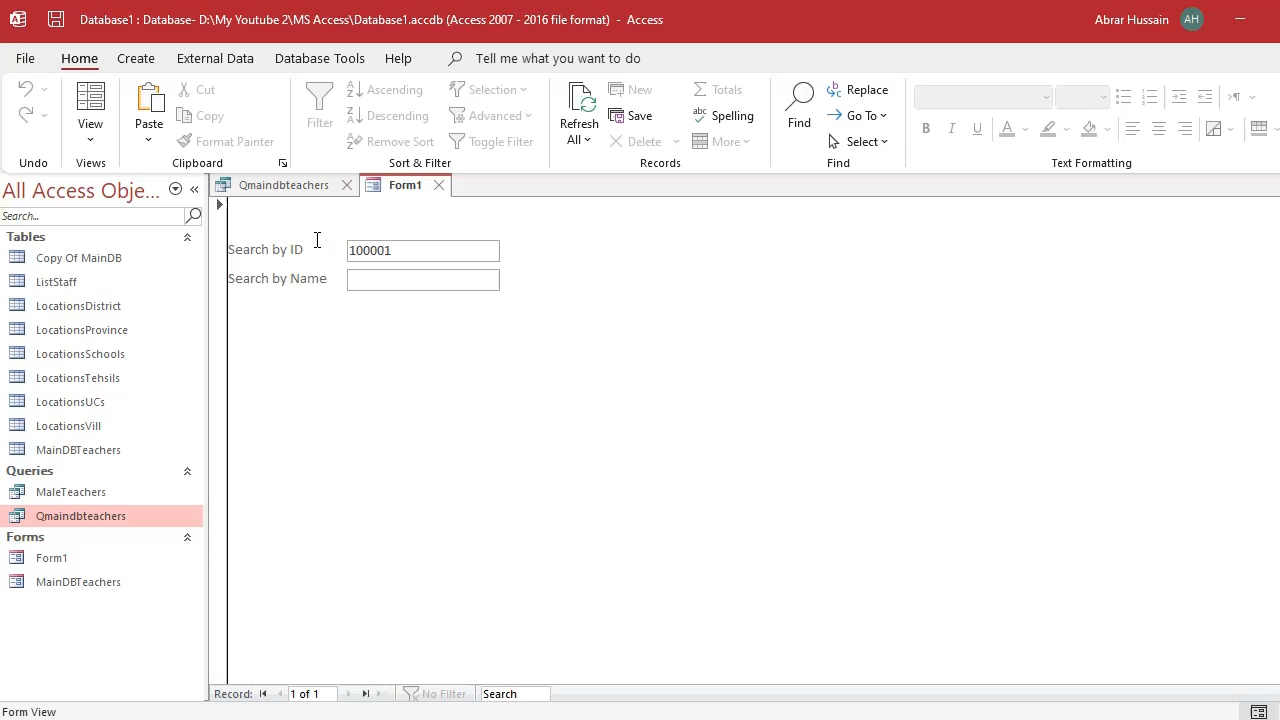 Database1 : Database- D:\My Youtube 2\MS Access\Database1.accdb (Access 2007 - 2016 file format) - Access
Abrar Hussain AH
File Home Create External Data Database Tools Help Tell me what you want to do
View
Paste
Cut
Copy
Format Painter
Filter
Ascending
Descending
Remove Sort
Selection
Advanced
Toggle Filter
Refresh All
New
Save
Delete
Totals
Spelling
More
Find
Replace
Go To
Select
B I U A
Undo Views Clipboard Sort & Filter Records Find Text Formatting
All Access Obje...
Search...
Tables
Copy Of MainDB
ListStaff
LocationsDistrict
LocationsProvince
LocationsSchools
LocationsTehsils
LocationsUCs
LocationsVill
MainDBTeachers
Queries
MaleTeachers
Qmaindbteachers
Forms
Form1
MainDBTeachers
Qmaindbteachers Form1
Search by ID 100001
Search by Name
Record: 1 of 1 No Filter Search
Form View